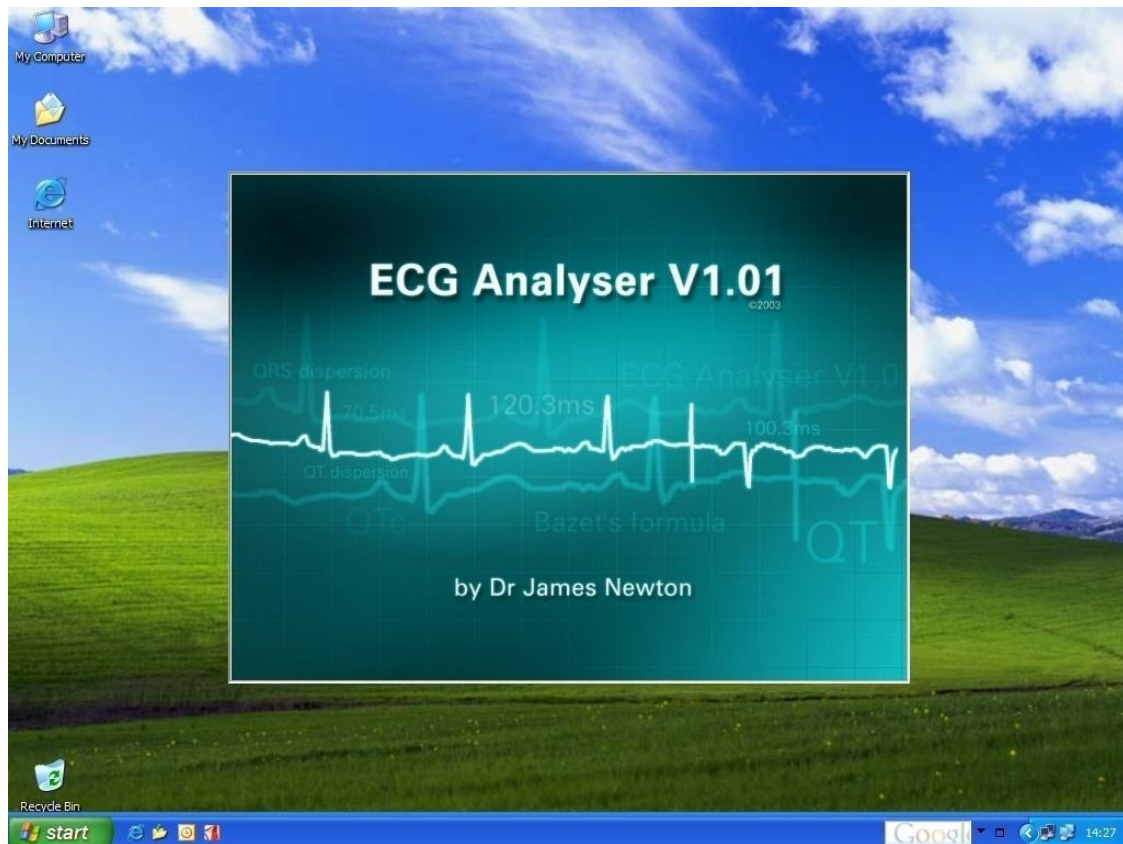 My Computer
My Documents
Internet
ECG Analyser V1.01
©2003
QRS dispersion
ECG Analyser V1.0
70.5ms
120.3ms
100.3ms
QT dispersion
QTc
Bazet's formula
QT
by Dr James Newton
Recycle Bin
start
Googl
14:27